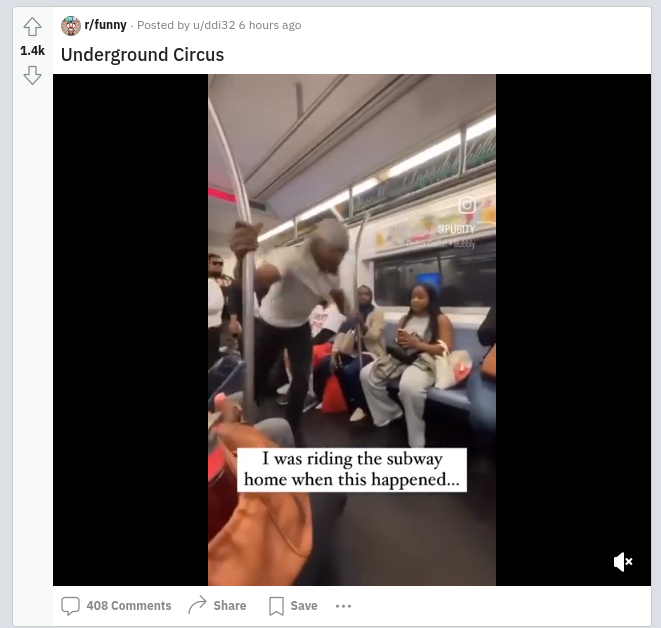 r/funny · Posted by u/ddi32 6 hours ago
1.4k
Underground Circus
@PUBITY
I was riding the subway
home when this happened...
408 Comments Share Save